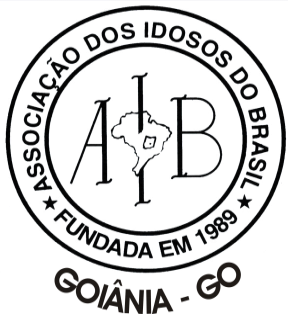 ASSOCIAÇÃO DOS IDOSOS DO BRASIL
AIB
★ FUNDADA EM 1989 ★
GOIÂNIA - GO